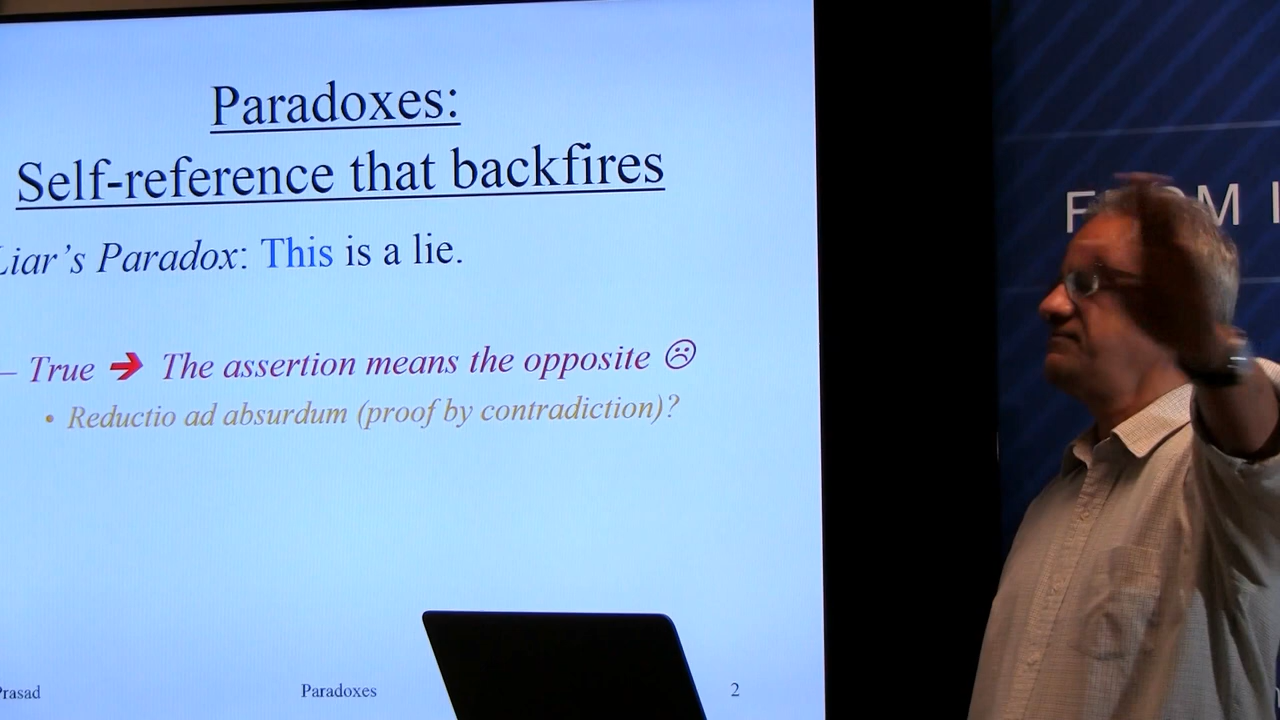 Paradoxes:
Self-reference that backfires
Liar's Paradox: This is a lie.
– True ➔ The assertion means the opposite ☹
• Reductio ad absurdum (proof by contradiction)?
Prasad
Paradoxes
2
FROM